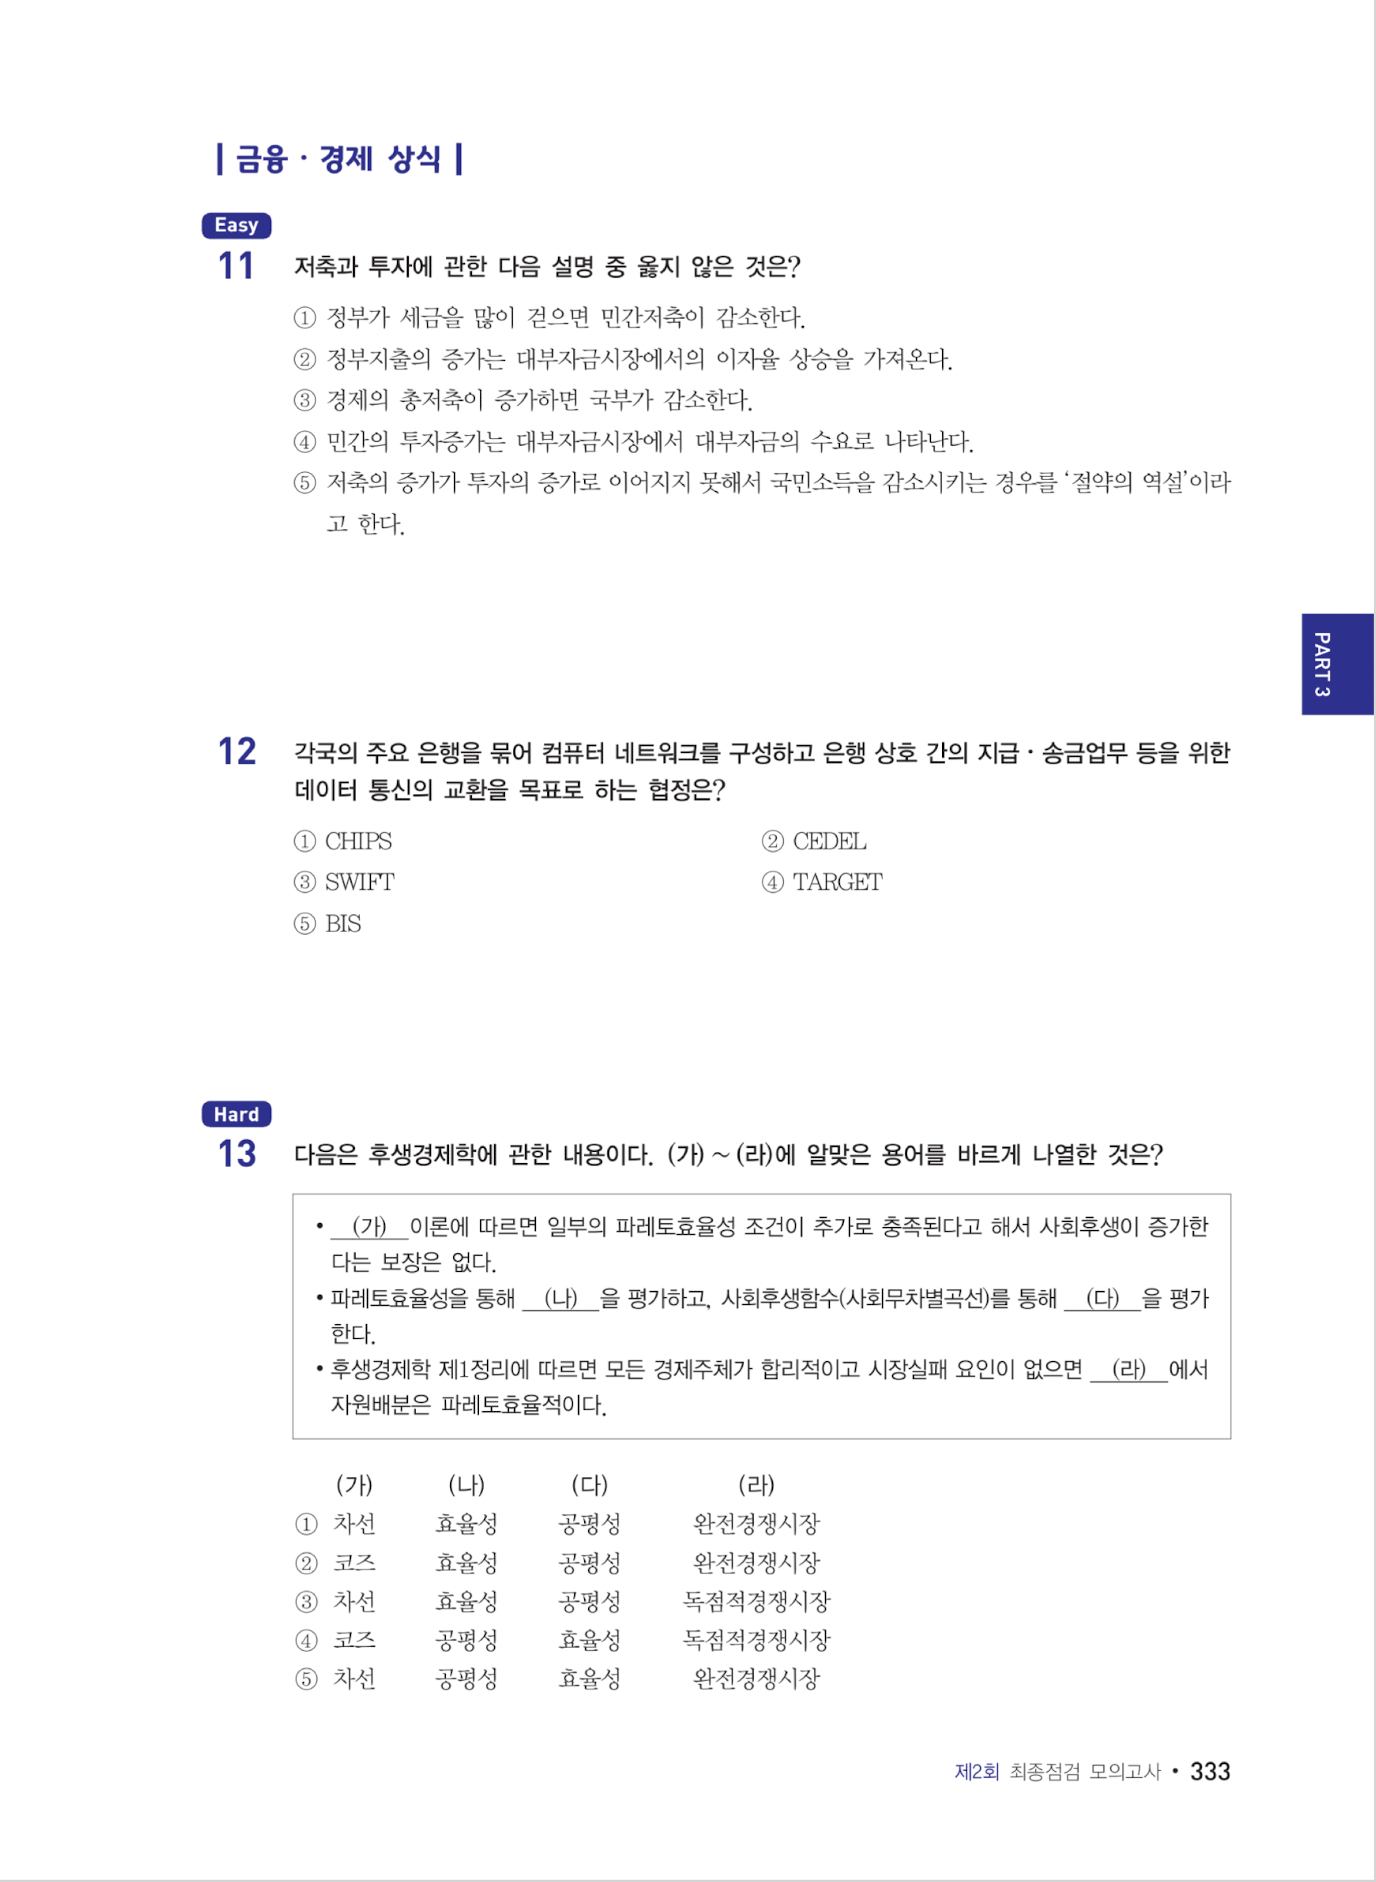 | 금융 · 경제 상식 |
Easy
11 저축과 투자에 관한 다음 설명 중 옳지 않은 것은?
① 정부가 세금을 많이 걷으면 민간저축이 감소한다.
② 정부지출의 증가는 대부자금시장에서의 이자율 상승을 가져온다.
③ 경제의 총저축이 증가하면 국부가 감소한다.
④ 민간의 투자증가는 대부자금시장에서 대부자금의 수요로 나타난다.
⑤ 저축의 증가가 투자의 증가로 이어지지 못해서 국민소득을 감소시키는 경우를 ‘절약의 역설’이라
고 한다.
PART 3
12 각국의 주요 은행을 묶어 컴퓨터 네트워크를 구성하고 은행 상호 간의 지급 · 송금업무 등을 위한
데이터 통신의 교환을 목표로 하는 협정은?
① CHIPS ② CEDEL
③ SWIFT ④ TARGET
⑤ BIS
Hard
13 다음은 후생경제학에 관한 내용이다. (가) ~ (라)에 알맞은 용어를 바르게 나열한 것은?
• (가) 이론에 따르면 일부의 파레토효율성 조건이 추가로 충족된다고 해서 사회후생이 증가한
다는 보장은 없다.
• 파레토효율성을 통해 (나) 을 평가하고, 사회후생함수(사회무차별곡선)를 통해 (다) 을 평가
한다.
• 후생경제학 제1정리에 따르면 모든 경제주체가 합리적이고 시장실패 요인이 없으면 (라) 에서
자원배분은 파레토효율적이다.
(가) (나) (다) (라)
① 차선 효율성 공평성 완전경쟁시장
② 코즈 효율성 공평성 완전경쟁시장
③ 차선 효율성 공평성 독점적경쟁시장
④ 코즈 공평성 효율성 독점적경쟁시장
⑤ 차선 공평성 효율성 완전경쟁시장
제2회 최종점검 모의고사 • 333